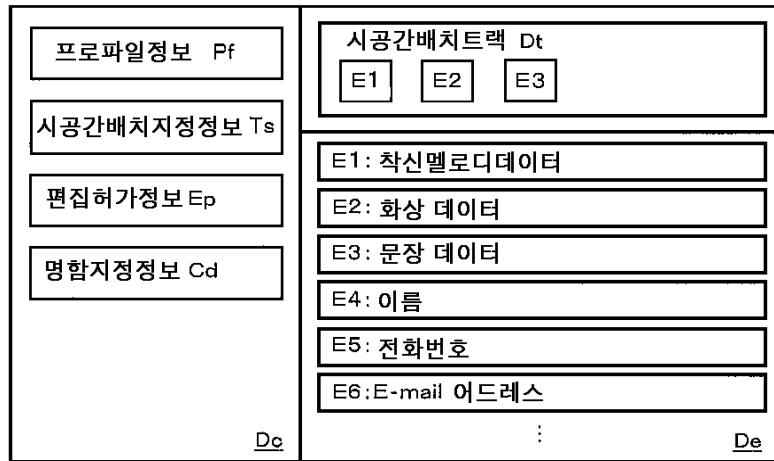 프로파일정보 Pf
시공간배치지정정보 Ts
편집허가정보 Ep
명함지정정보 Cd
Dc
시공간배치트랙 Dt
E1 E2 E3
E1: 착신멜로디데이터
E2: 화상 데이터
E3: 문장 데이터
E4: 이름
E5: 전화번호
E6:E-mail 어드레스
⋮
De